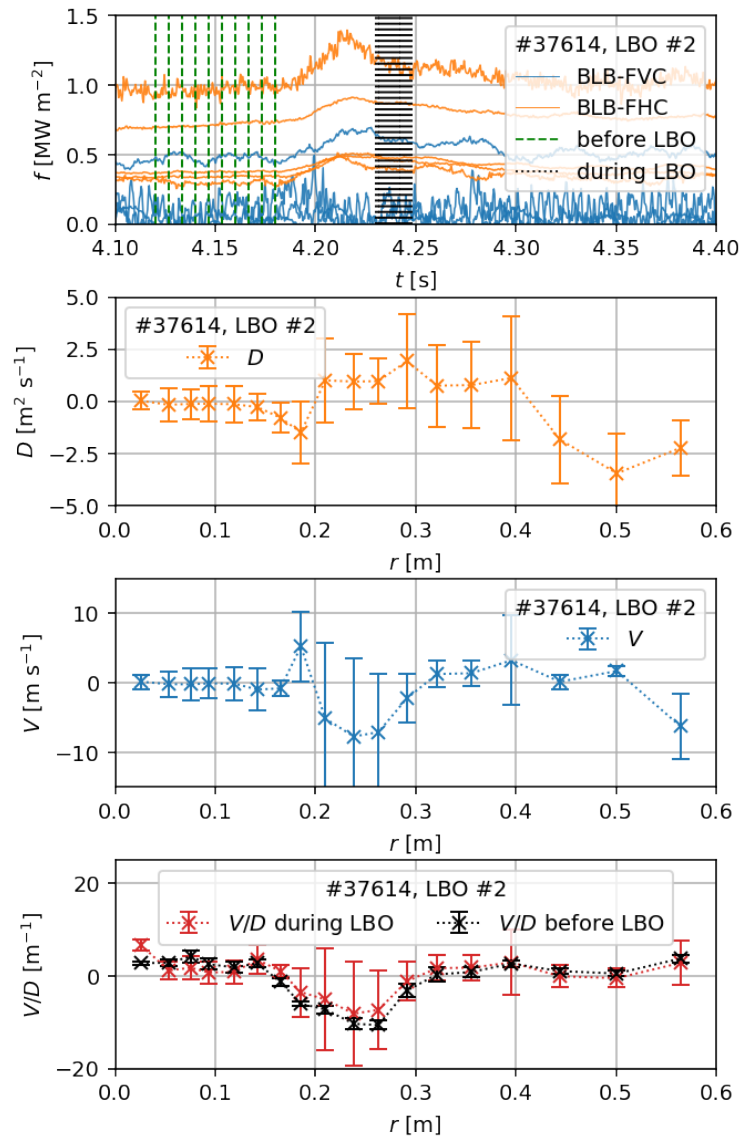 1.5
1.0
0.5
0.0
f [MW m⁻²]
#37614, LBO #2
BLB-FVC
BLB-FHC
before LBO
during LBO
4.10 4.15 4.20 4.25 4.30 4.35 4.40
t [s]
5.0
2.5
0.0
−2.5
−5.0
D [m² s⁻¹]
#37614, LBO #2
D
0.0 0.1 0.2 0.3 0.4 0.5 0.6
r [m]
10
0
−10
V [m s⁻¹]
#37614, LBO #2
V
0.0 0.1 0.2 0.3 0.4 0.5 0.6
r [m]
20
0
−20
V/D [m⁻¹]
#37614, LBO #2
V/D during LBO V/D before LBO
0.0 0.1 0.2 0.3 0.4 0.5 0.6
r [m]